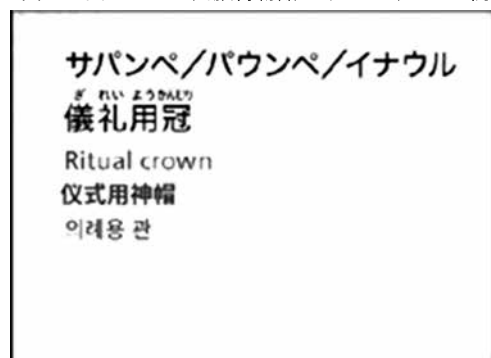 サパンペ／パウンペ／イナウル
ぎ れい ようかんむり
儀礼用冠
Ritual crown
仪式用神帽
의례용 관